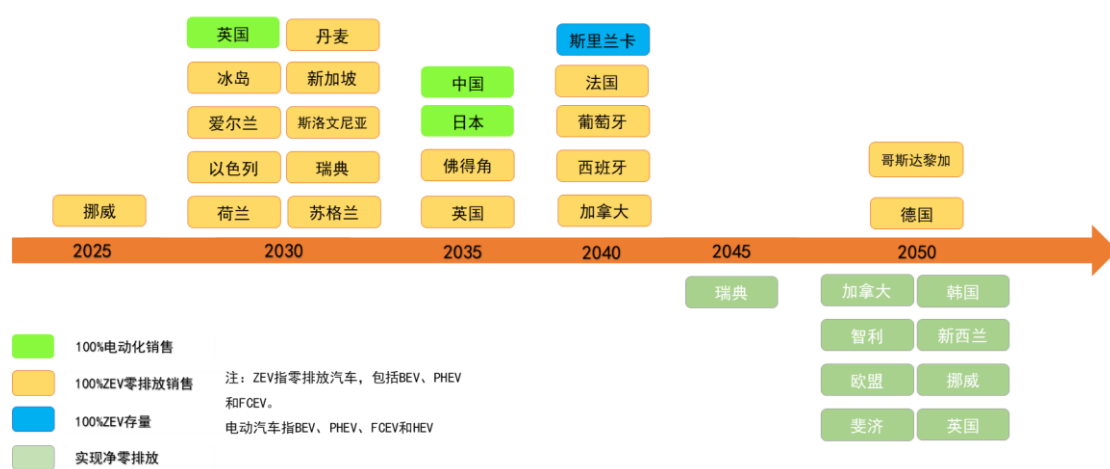 英国 丹麦
斯里兰卡
冰岛 新加坡
中国
法国
爱尔兰 斯洛文尼亚
日本
葡萄牙
以色列 瑞典
佛得角
西班牙
哥斯达黎加
挪威
荷兰 苏格兰
英国
加拿大
德国
2025 2030 2035 2040 2045 2050
瑞典
加拿大 韩国
智利 新西兰
欧盟 挪威
斐济 英国
100%电动化销售
100%ZEV零排放销售
100%ZEV存量
实现净零排放
注：ZEV指零排放汽车，包括BEV、PHEV
和FCEV。
电动汽车指BEV、PHEV、FCEV和HEV